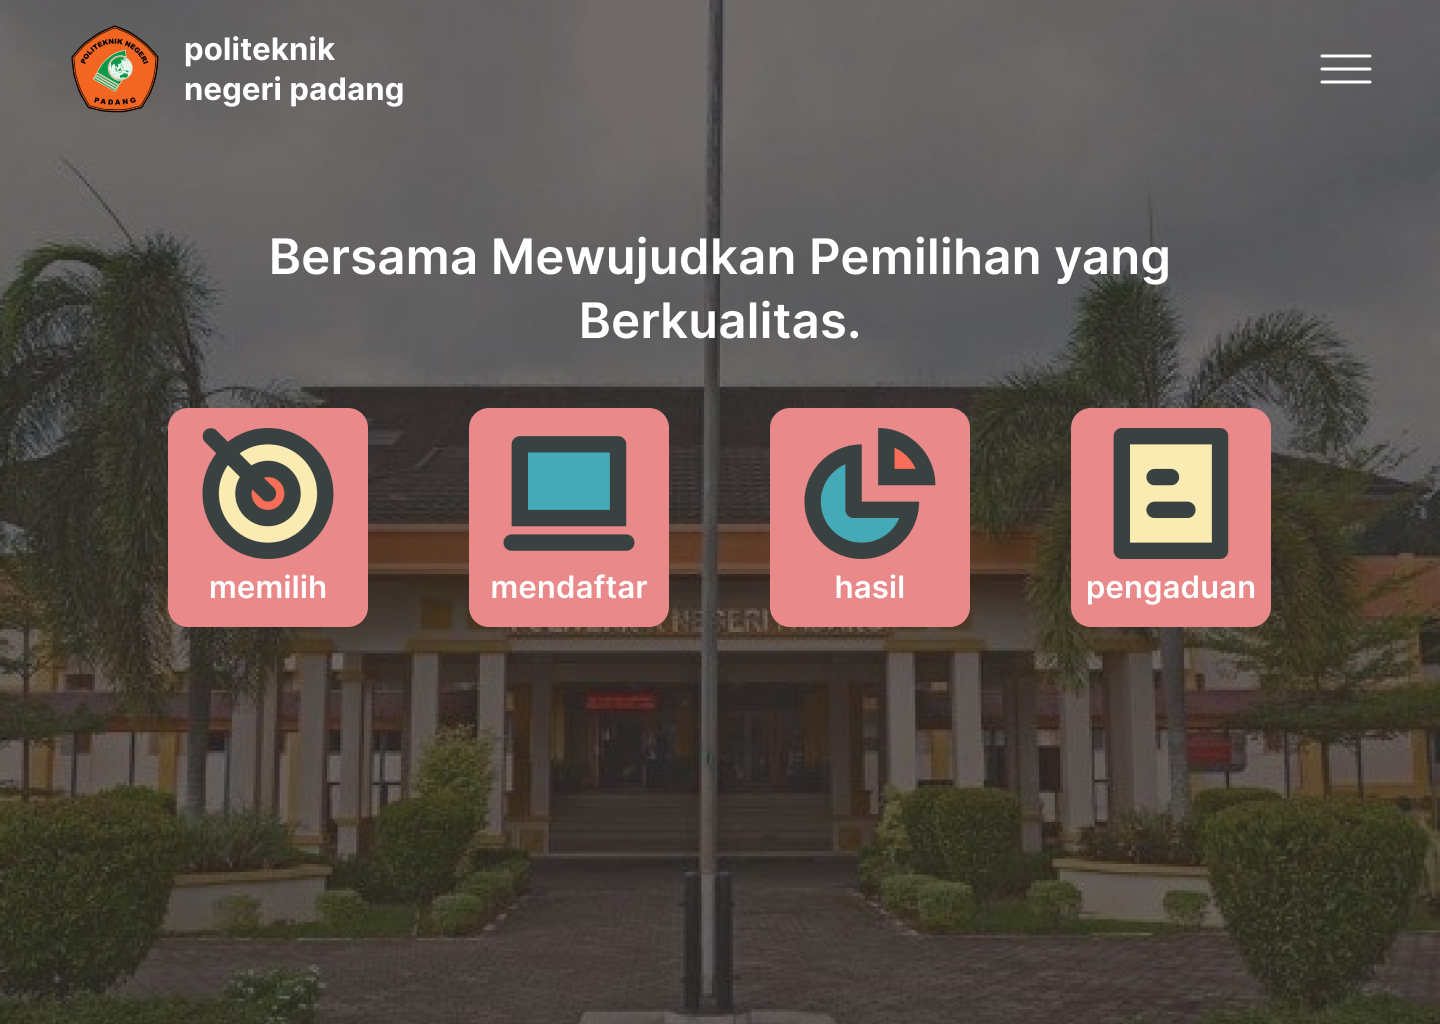 POLITEKNIK NEGERI
PADANG
politeknik
negeri padang
Bersama Mewujudkan Pemilihan yang
Berkualitas.
memilih
mendaftar
hasil
pengaduan